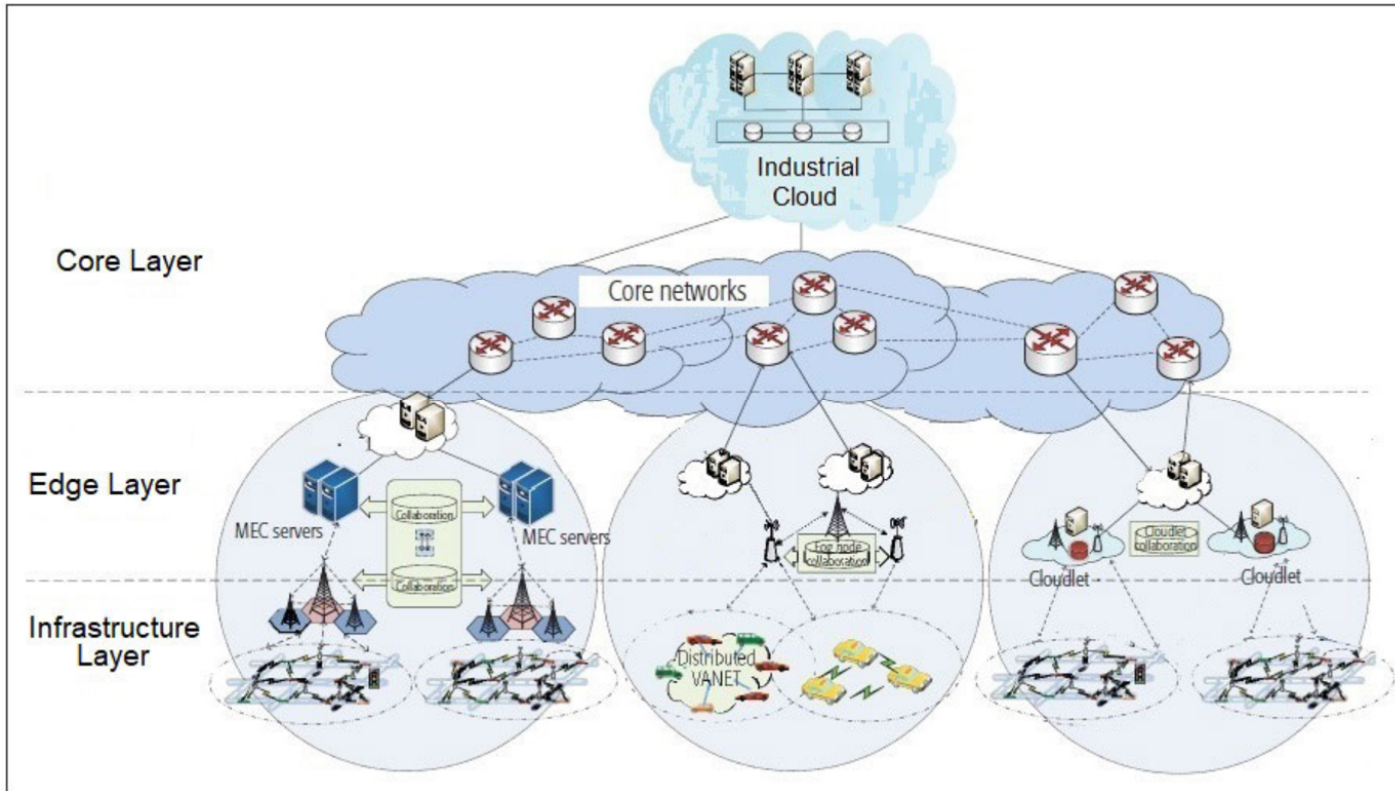 Industrial
Cloud
Core Layer
Core networks
Edge Layer
MEC servers
Collaboration
MEC servers
Collaboration
Fog node
collaboration
Cloudlet
collaboration
Cloudlet
Cloudlet
Infrastructure
Layer
Distributed
VANET